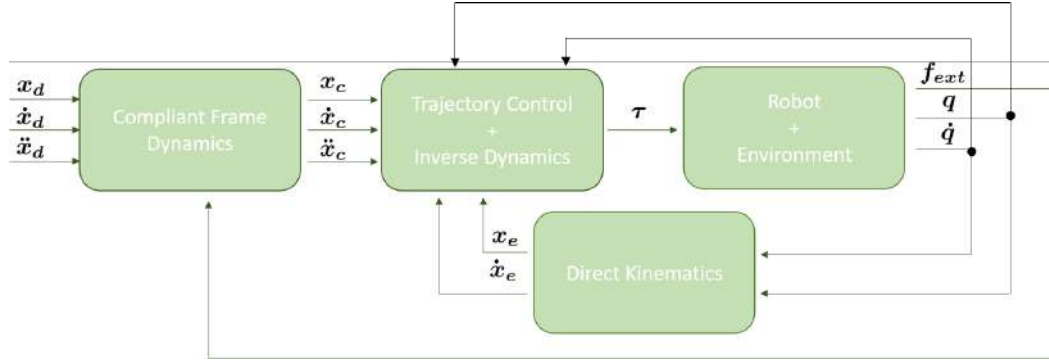 x_d
ẋ_d
ẍ_d
Compliant Frame
Dynamics
x_c
ẋ_c
ẍ_c
Trajectory Control
+
Inverse Dynamics
τ
Robot
+
Environment
f_ext
q
q̇
x_e
ẋ_e
Direct Kinematics